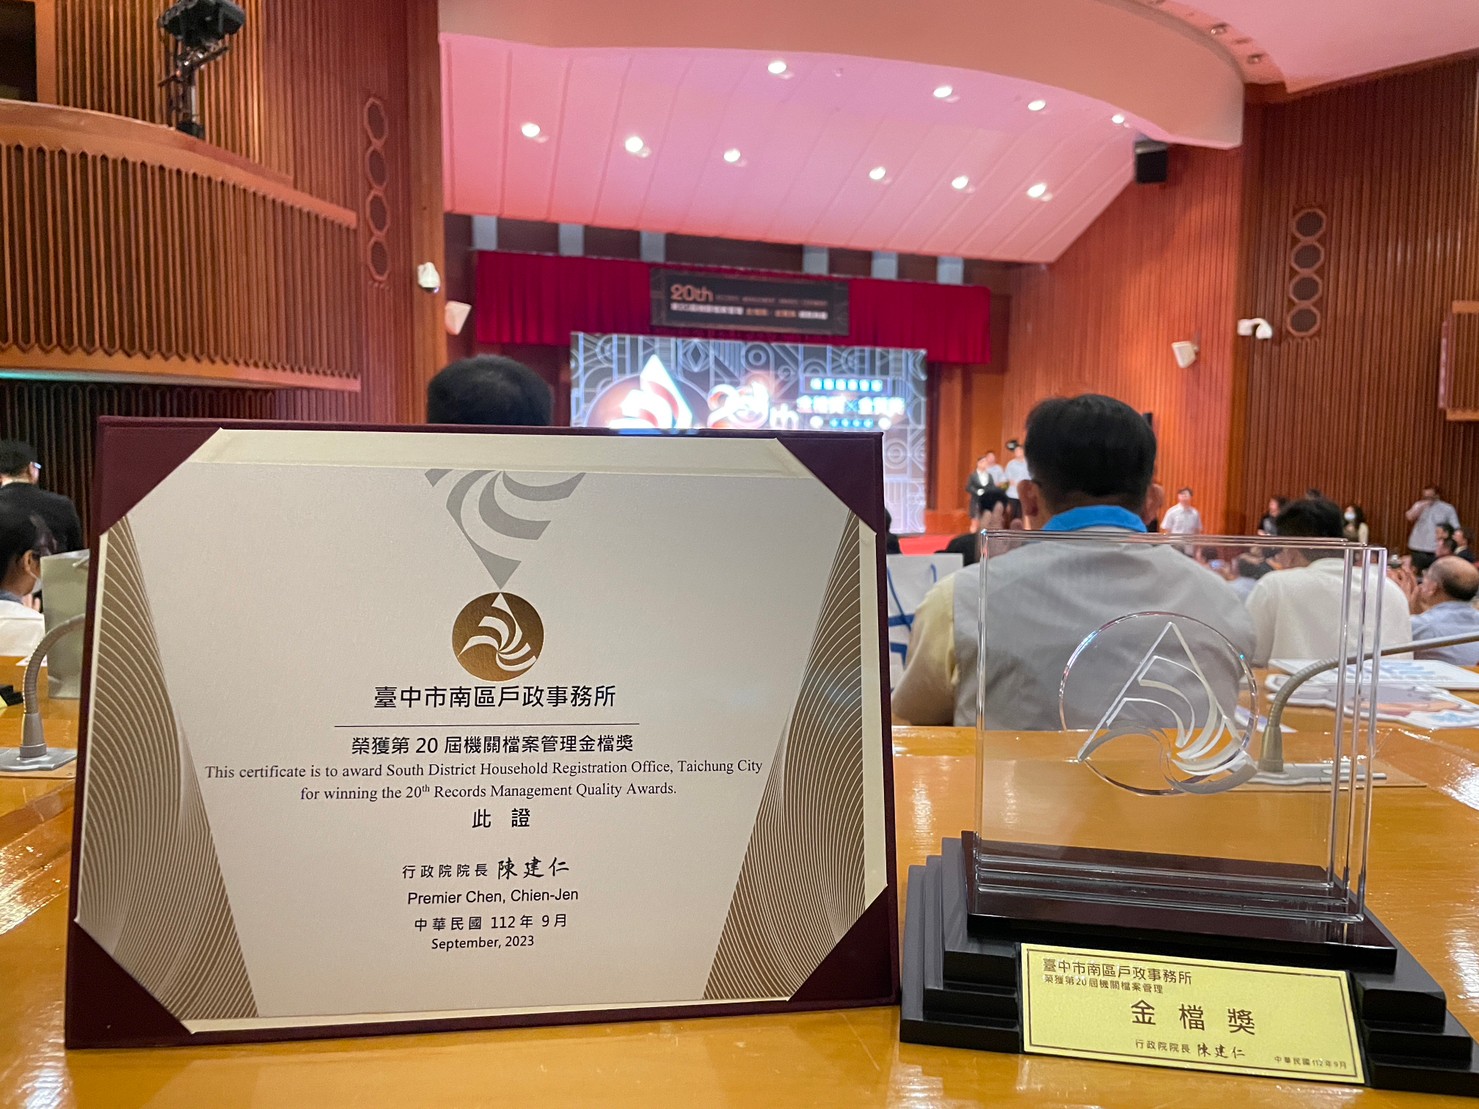 20th
臺中市南區戶政事務所
榮獲第 20 屆機關檔案管理金檔獎
This certificate is to award South District Household Registration Office, Taichung City
for winning the 20th Records Management Quality Awards.
此 證
行政院院長 陳建仁
Premier Chen, Chien-Jen
中華民國 112 年 9 月
September, 2023
臺中市南區戶政事務所
榮獲第20屆機關檔案管理
金檔獎
行政院院長 陳建仁
中華民國112年9月